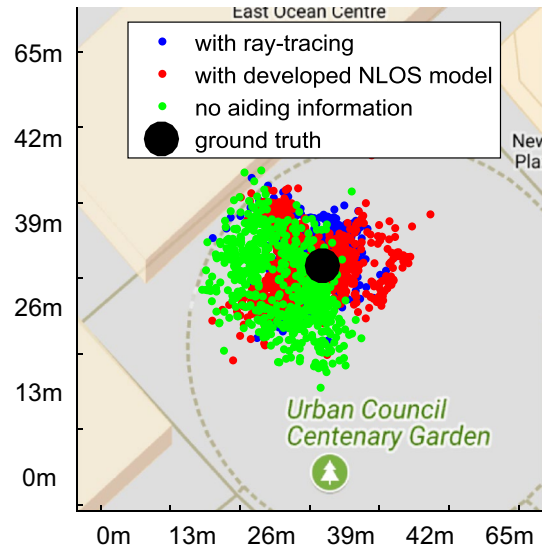 East Ocean Centre
65m
with ray-tracing
with developed NLOS model
no aiding information
ground truth
42m
New
Pla
39m
26m
13m
Urban Council
Centenary Garden
0m
0m 13m 26m 39m 42m 65m